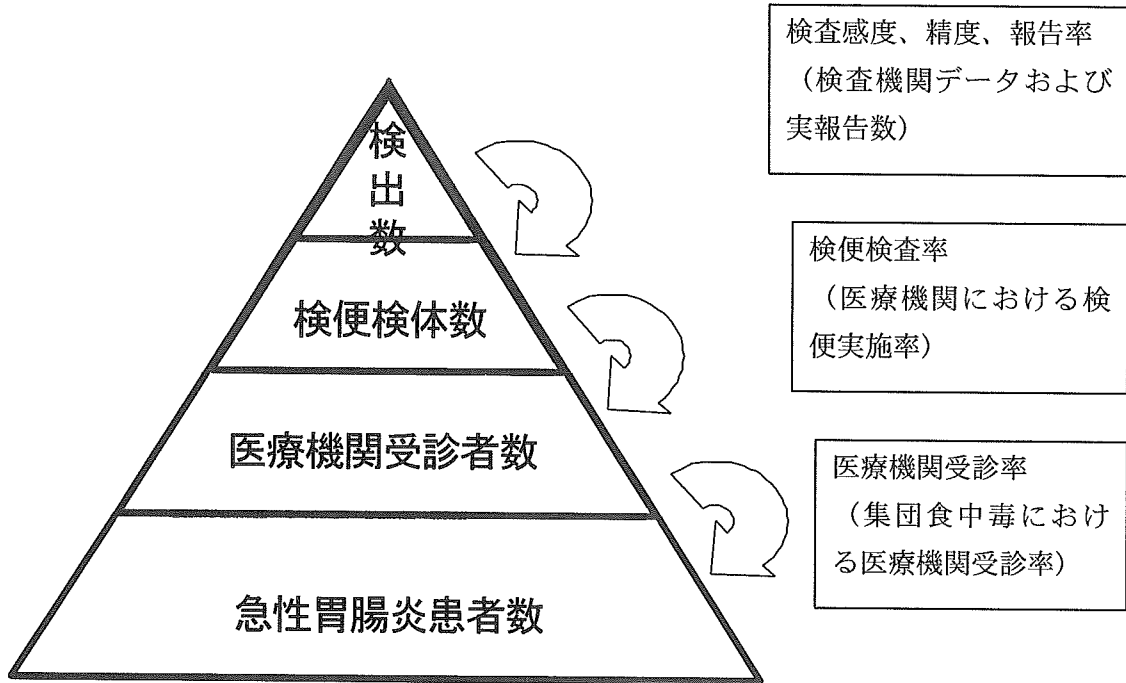 検
出
数
検便検体数
医療機関受診者数
急性胃腸炎患者数
検査感度、精度、報告率
（検査機関データおよび
実報告数）
検便検査率
（医療機関における検
便実施率）
医療機関受診率
（集団食中毒におけ
る医療機関受診率）